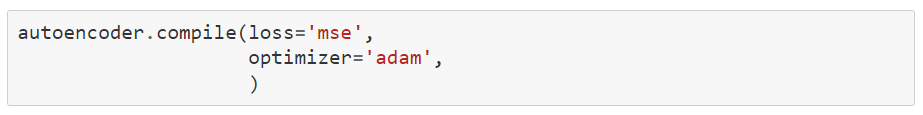 autoencoder.compile(loss='mse',
                    optimizer='adam',
                    )